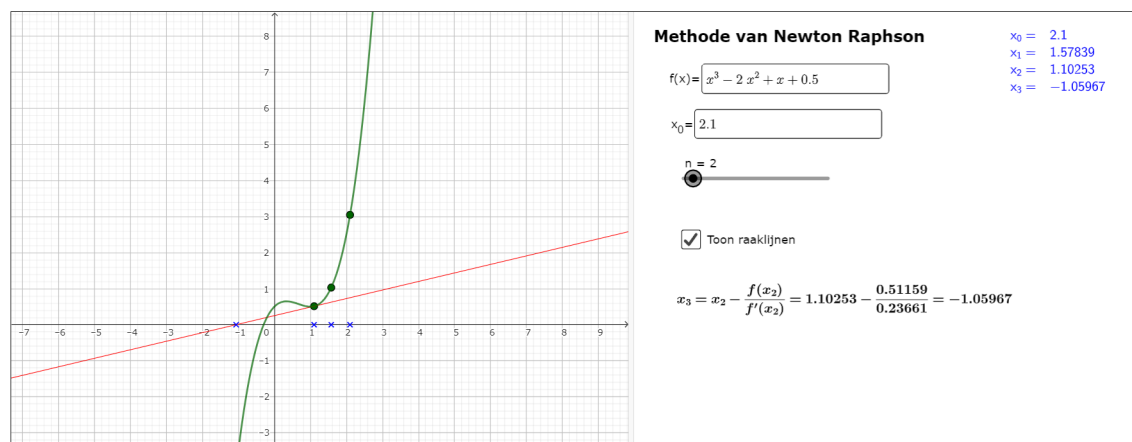 Methode van Newton Raphson
x₀ = 2.1
x₁ = 1.57839
x₂ = 1.10253
x₃ = −1.05967
f(x)= x³ − 2 x² + x + 0.5
x₀= 2.1
n = 2
Toon raaklijnen
x₃ = x₂ − f(x₂)/f′(x₂) = 1.10253 − 0.51159/0.23661 = −1.05967
8
7
6
5
4
3
2
1
−7 −6 −5 −4 −3 −2 −1 0 1 2 3 4 5 6 7 8 9
−1
−2
−3